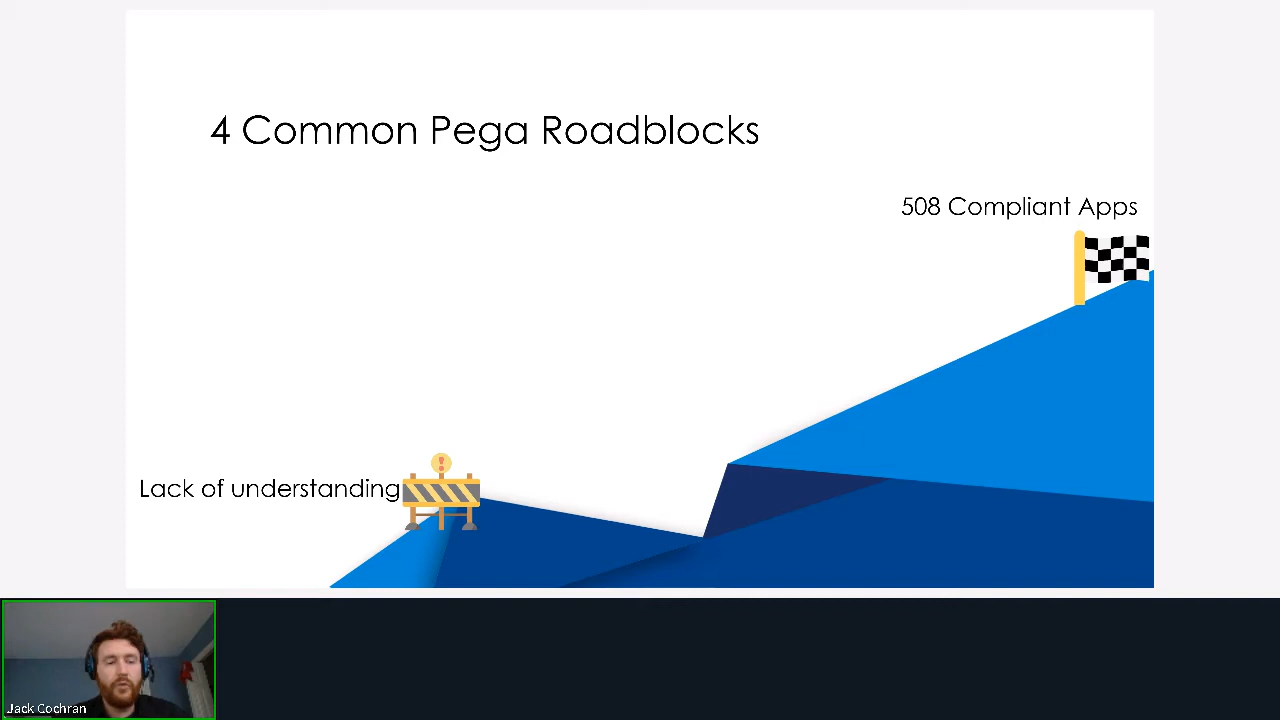 4 Common Pega Roadblocks
508 Compliant Apps
Lack of understanding
Jack Cochran